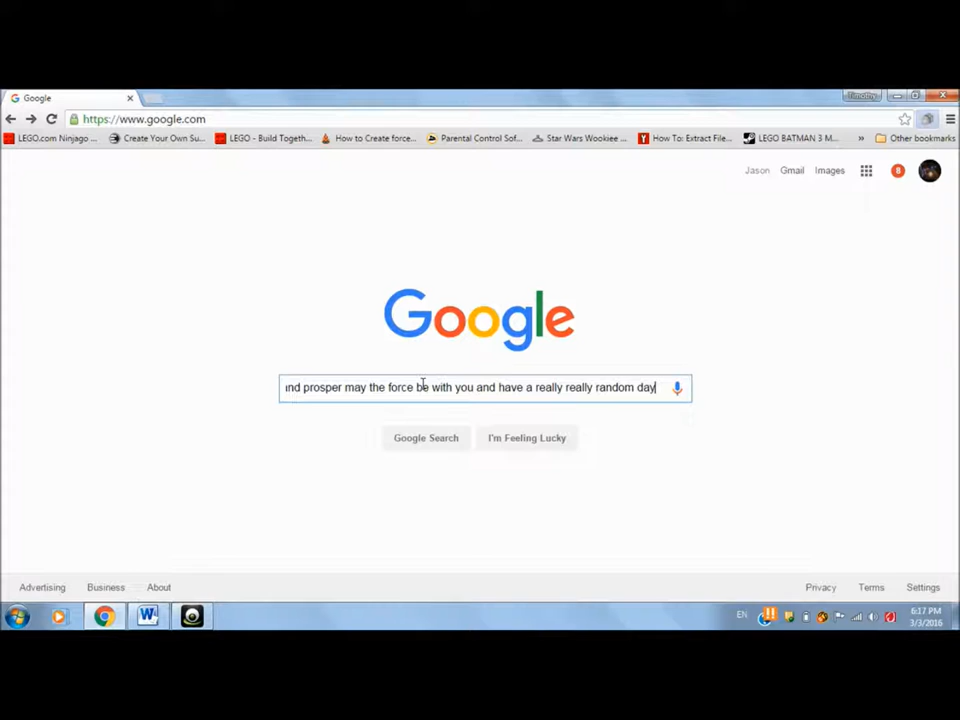 Google
Timothy
https://www.google.com
LEGO.com Ninjago ...
Create Your Own Su...
LEGO - Build Togeth...
How to Create force...
Parental Control Sof...
Star Wars Wookiee ...
How To: Extract File...
LEGO BATMAN 3 M...
»
Other bookmarks
Jason
Gmail
Images
8
Google
nd prosper may the force be with you and have a really really random day
Google Search
I'm Feeling Lucky
Advertising
Business
About
Privacy
Terms
Settings
EN
6:17 PM
3/3/2016